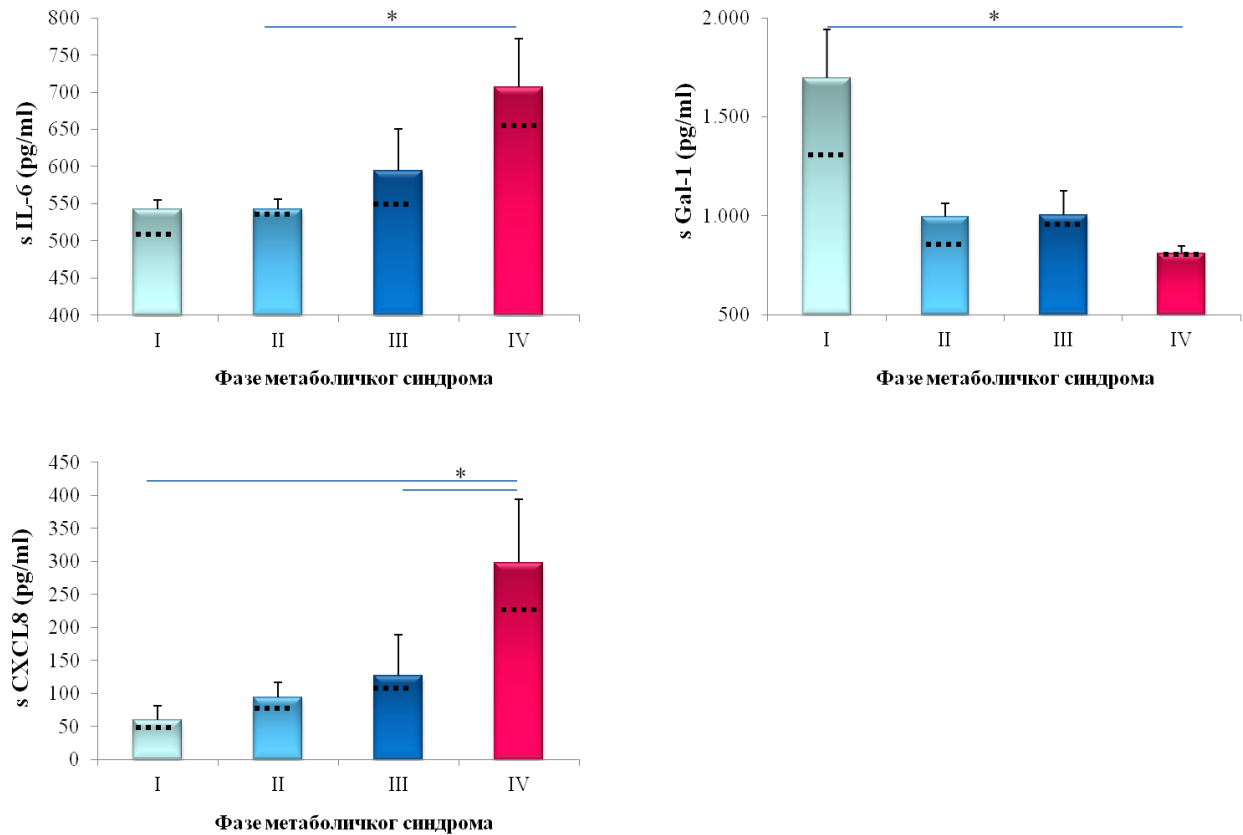 s IL-6 (pg/ml)
800
750
700
650
600
550
500
450
400
*
I II III IV
Фазе метаболичког синдрома
s Gal-1 (pg/ml)
2.000
1.500
1.000
500
*
I II III IV
Фазе метаболичког синдрома
s CXCL8 (pg/ml)
450
400
350
300
250
200
150
100
50
0
*
I II III IV
Фазе метаболичког синдрома